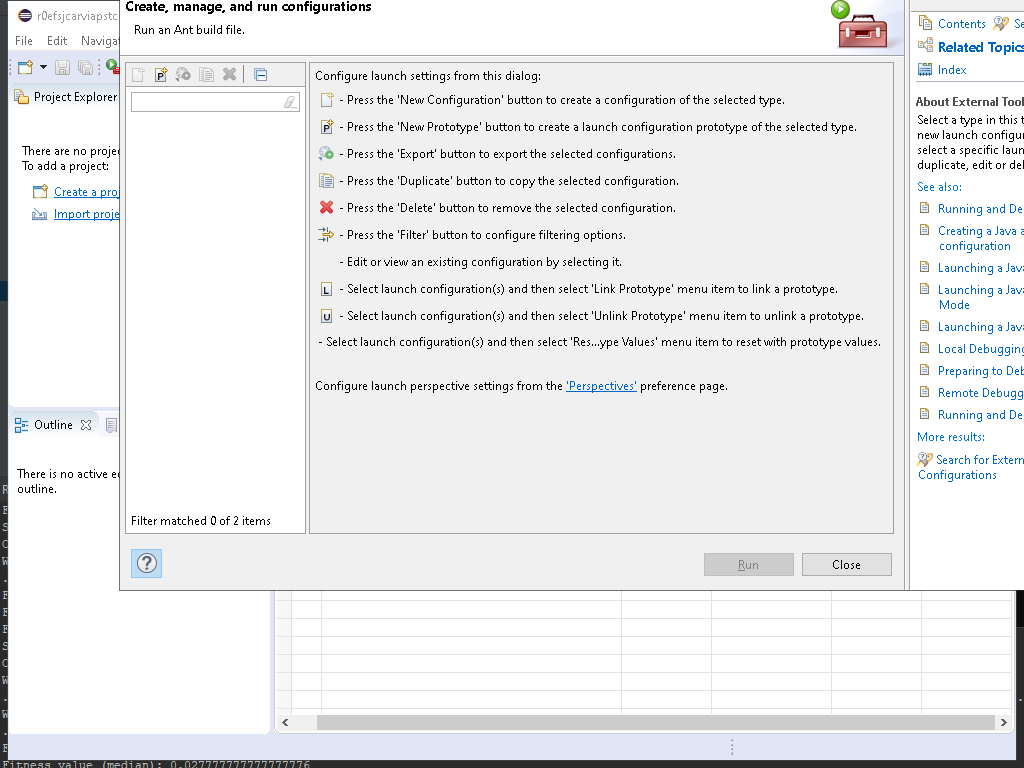 r0efsjcarviapstc
File Edit Naviga
Project Explorer
There are no proje
To add a project:
Create a proj
Import proje
Outline
There is no active e
outline.
Create, manage, and run configurations
Run an Ant build file.
Filter matched 0 of 2 items
Configure launch settings from this dialog:
- Press the 'New Configuration' button to create a configuration of the selected type.
- Press the 'New Prototype' button to create a launch configuration prototype of the selected type.
- Press the 'Export' button to export the selected configurations.
- Press the 'Duplicate' button to copy the selected configuration.
- Press the 'Delete' button to remove the selected configuration.
- Press the 'Filter' button to configure filtering options.
- Edit or view an existing configuration by selecting it.
- Select launch configuration(s) and then select 'Link Prototype' menu item to link a prototype.
- Select launch configuration(s) and then select 'Unlink Prototype' menu item to unlink a prototype.
- Select launch configuration(s) and then select 'Res...ype Values' menu item to reset with prototype values.
Configure launch perspective settings from the 'Perspectives' preference page.
Run
Close
Contents Se
Related Topics
Index
About External Tool
Select a type in this t
new launch configur
select a specific laun
duplicate, edit or del
See also:
Running and De
Creating a Java a
configuration
Launching a Java
Launching a Java
Mode
Launching a Java
Local Debugging
Preparing to Deb
Remote Debugg
Running and De
More results:
Search for Extern
Configurations
Fitness value (median): 0.027777777777777776